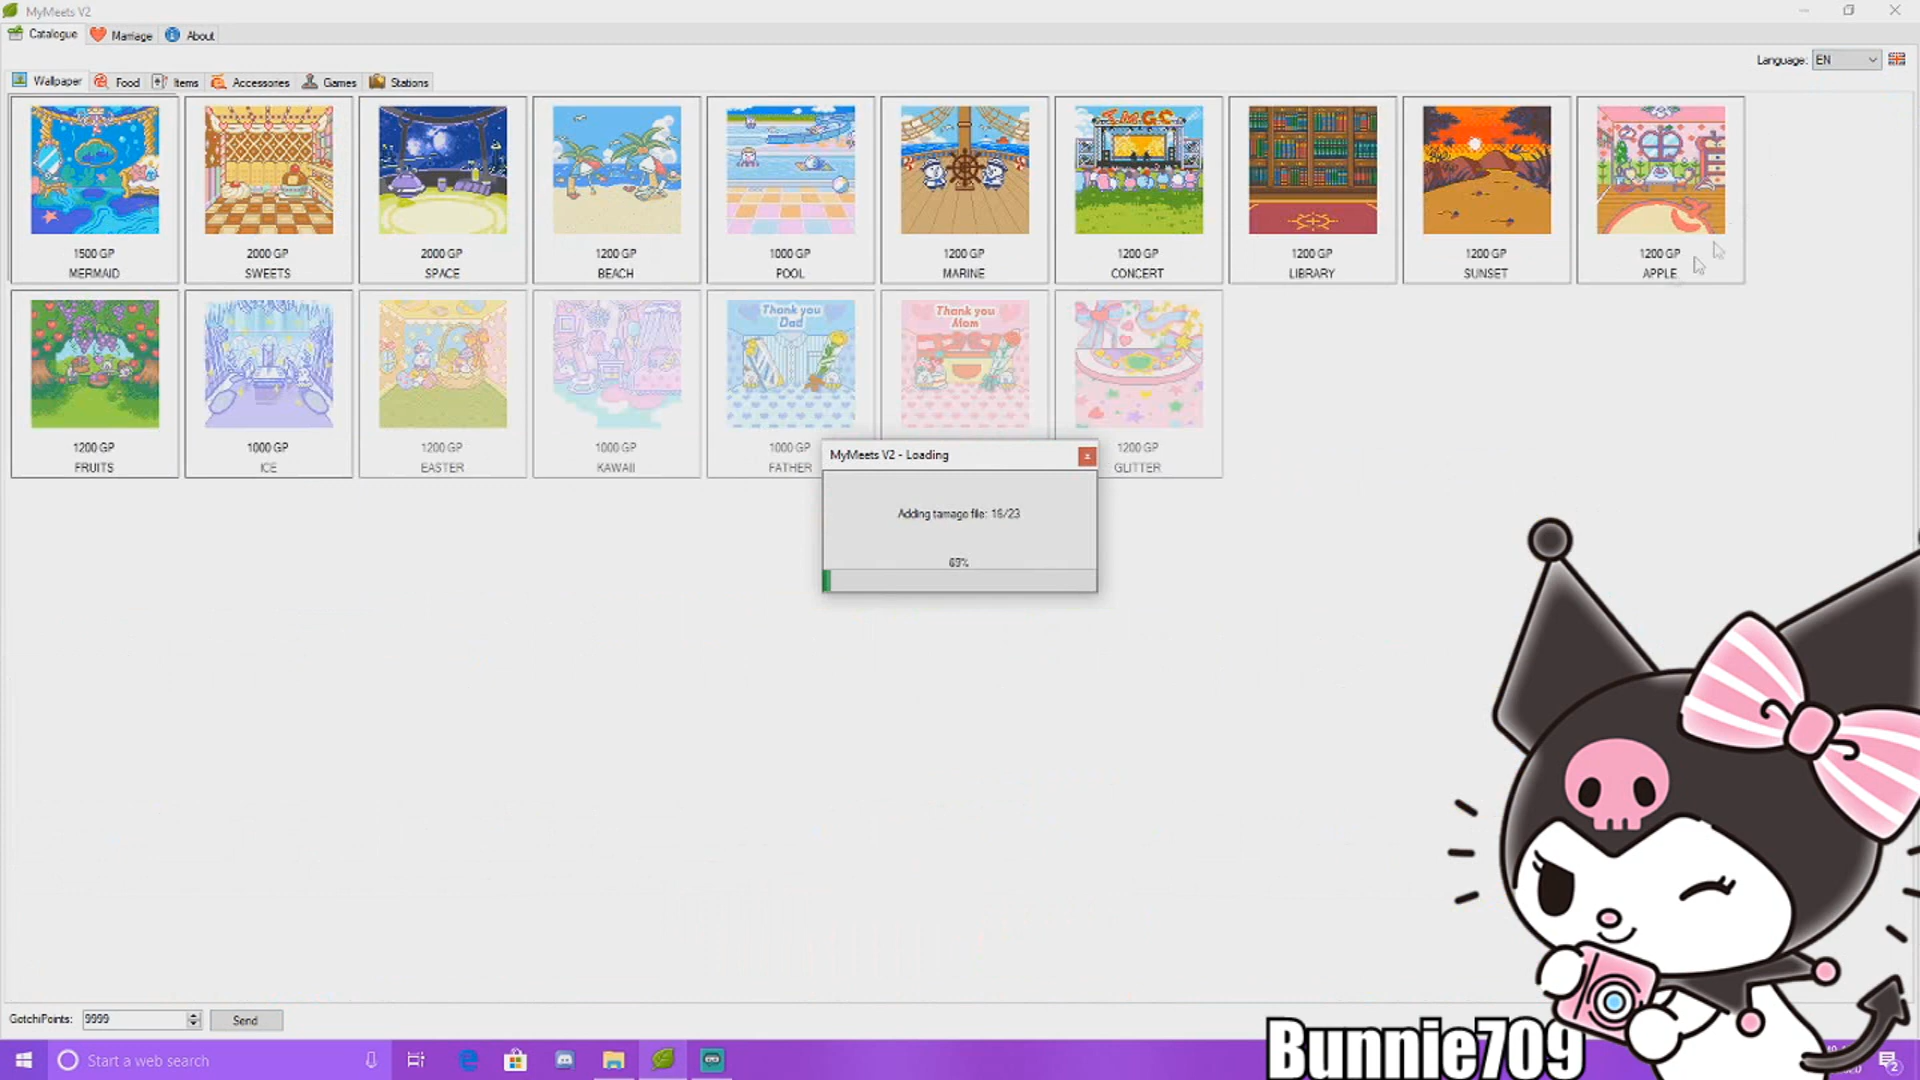 MyMeets V2
Catalogue Marriage About
Language: EN
Wallpaper Food Items Accessories Games Stations
1500 GP 2000 GP 2000 GP 1200 GP 1000 GP 1200 GP 1200 GP 1200 GP 1200 GP 1200 GP
MERMAID SWEETS SPACE BEACH POOL MARINE CONCERT LIBRARY SUNSET APPLE
T.M.G.C
Thank you Dad
Thank you Mom
1200 GP 1000 GP 1200 GP 1000 GP 1000 GP 1200 GP
FRUITS ICE EASTER KAWAII FATHER GLITTER
MyMeets V2 - Loading
Adding tamago file: 16/23
69%
GotchiPoints: 9999 Send
Start a web search
Bunnie709
2